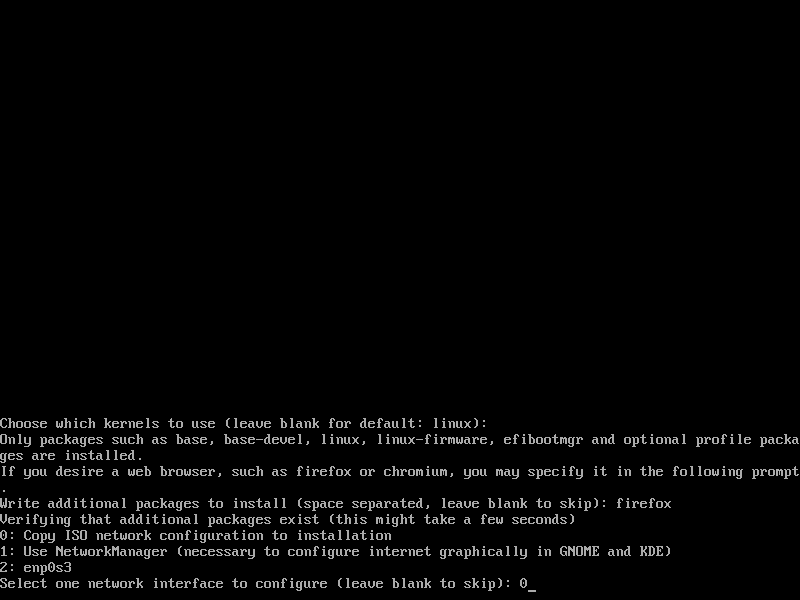 Choose which kernels to use (leave blank for default: linux):
Only packages such as base, base-devel, linux, linux-firmware, efibootmgr and optional profile packa
ges are installed.
If you desire a web browser, such as firefox or chromium, you may specify it in the following prompt
.
Write additional packages to install (space separated, leave blank to skip): firefox
Verifying that additional packages exist (this might take a few seconds)
0: Copy ISO network configuration to installation
1: Use NetworkManager (necessary to configure internet graphically in GNOME and KDE)
2: enp0s3
Select one network interface to configure (leave blank to skip): 0_